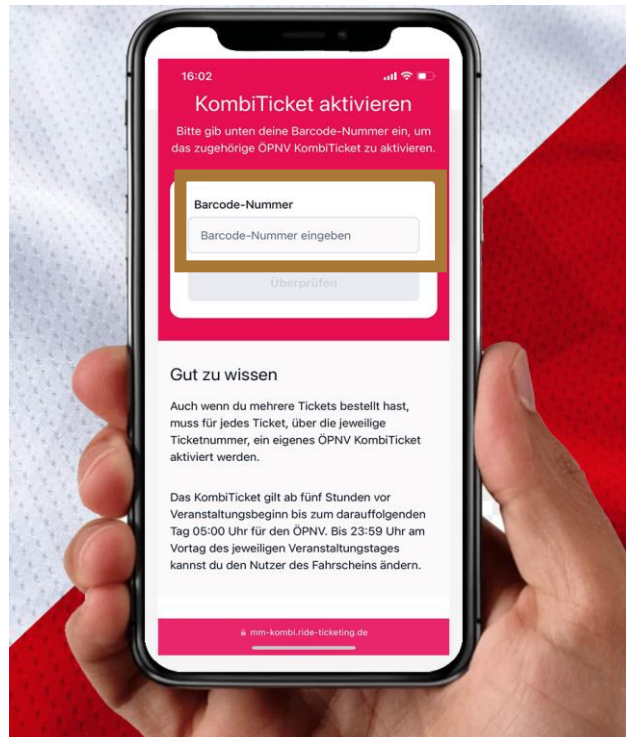 16:02
KombiTicket aktivieren
Bitte gib unten deine Barcode-Nummer ein, um
das zugehörige ÖPNV KombiTicket zu aktivieren.
Barcode-Nummer
Barcode-Nummer eingeben
Überprüfen
Gut zu wissen
Auch wenn du mehrere Tickets bestellt hast,
muss für jedes Ticket, über die jeweilige
Ticketnummer, ein eigenes ÖPNV KombiTicket
aktiviert werden.
Das KombiTicket gilt ab fünf Stunden vor
Veranstaltungsbeginn bis zum darauffolgenden
Tag 05:00 Uhr für den ÖPNV. Bis 23:59 Uhr am
Vortag des jeweiligen Veranstaltungstages
kannst du den Nutzer des Fahrscheins ändern.
mm-kombi.ride-ticketing.de